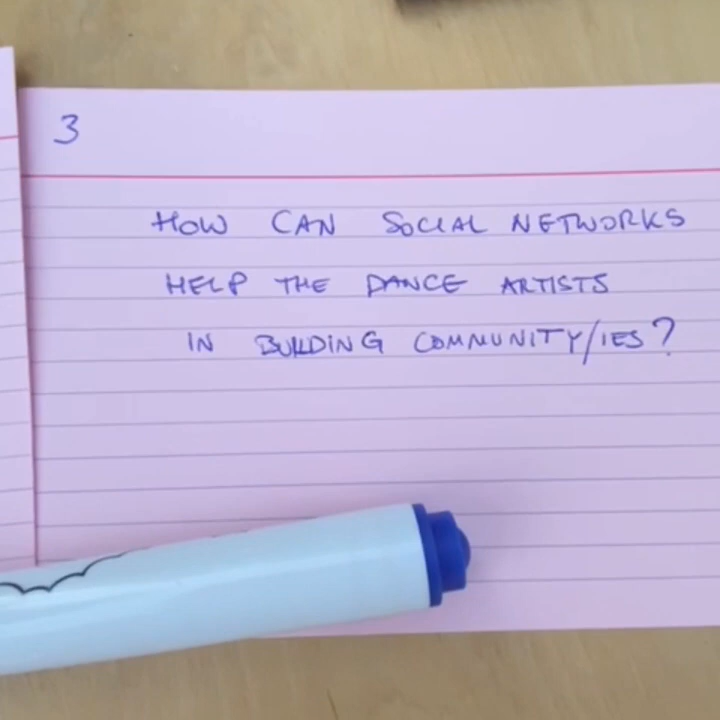 3
HOW CAN SOCIAL NETWORKS
HELP THE DANCE ARTISTS
IN BUILDING COMMUNITY/IES?